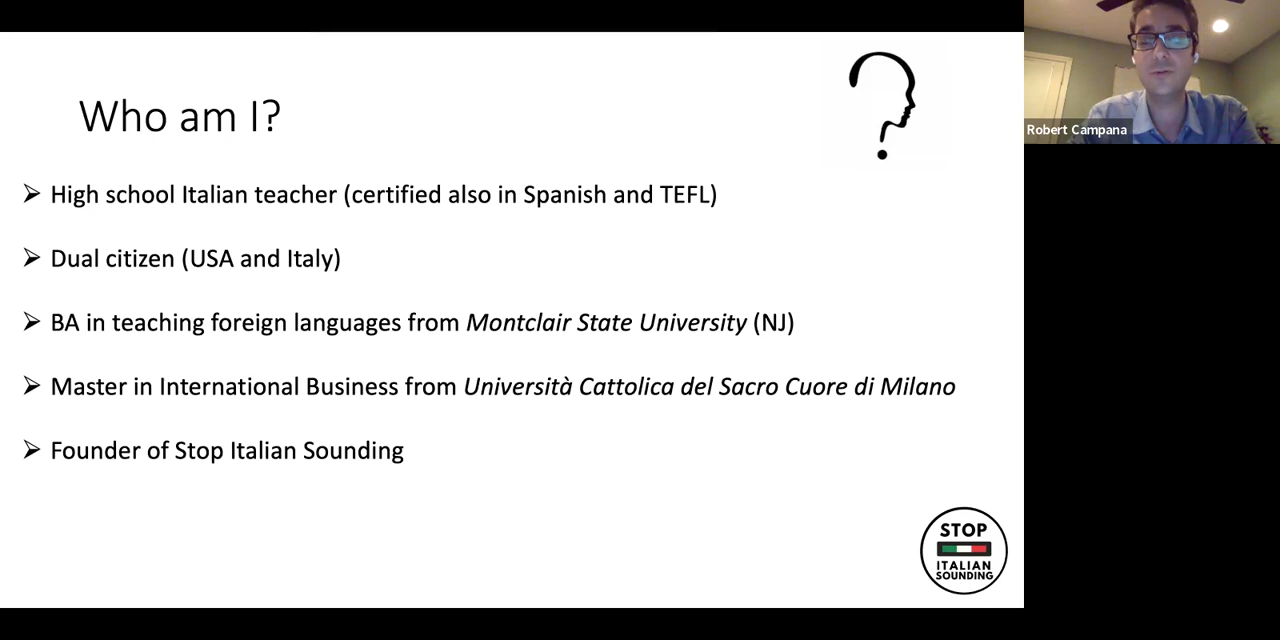 Who am I?
High school Italian teacher (certified also in Spanish and TEFL)
Dual citizen (USA and Italy)
BA in teaching foreign languages from Montclair State University (NJ)
Master in International Business from Università Cattolica del Sacro Cuore di Milano
Founder of Stop Italian Sounding
STOP
ITALIAN
SOUNDING
Robert Campana